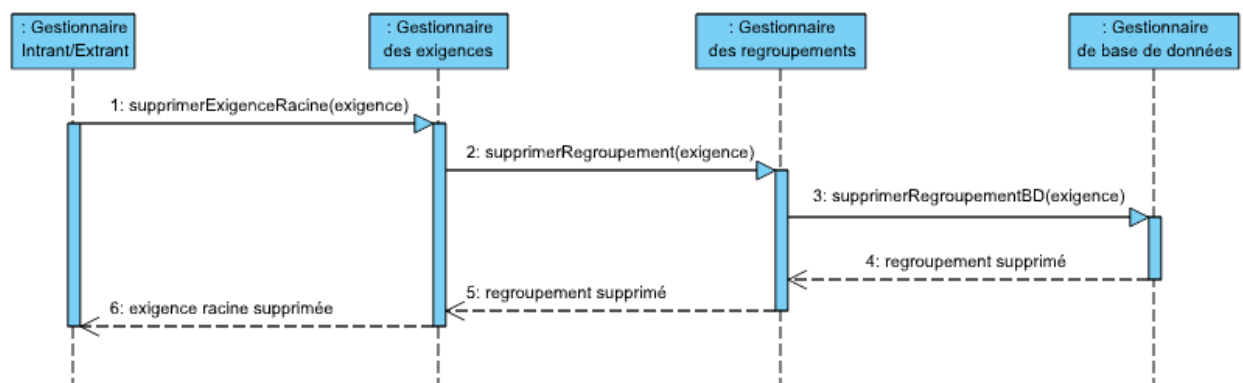 : Gestionnaire
Intrant/Extrant
: Gestionnaire
des exigences
: Gestionnaire
des regroupements
: Gestionnaire
de base de données
1: supprimerExigenceRacine(exigence)
2: supprimerRegroupement(exigence)
3: supprimerRegroupementBD(exigence)
4: regroupement supprimé
5: regroupement supprimé
6: exigence racine supprimée